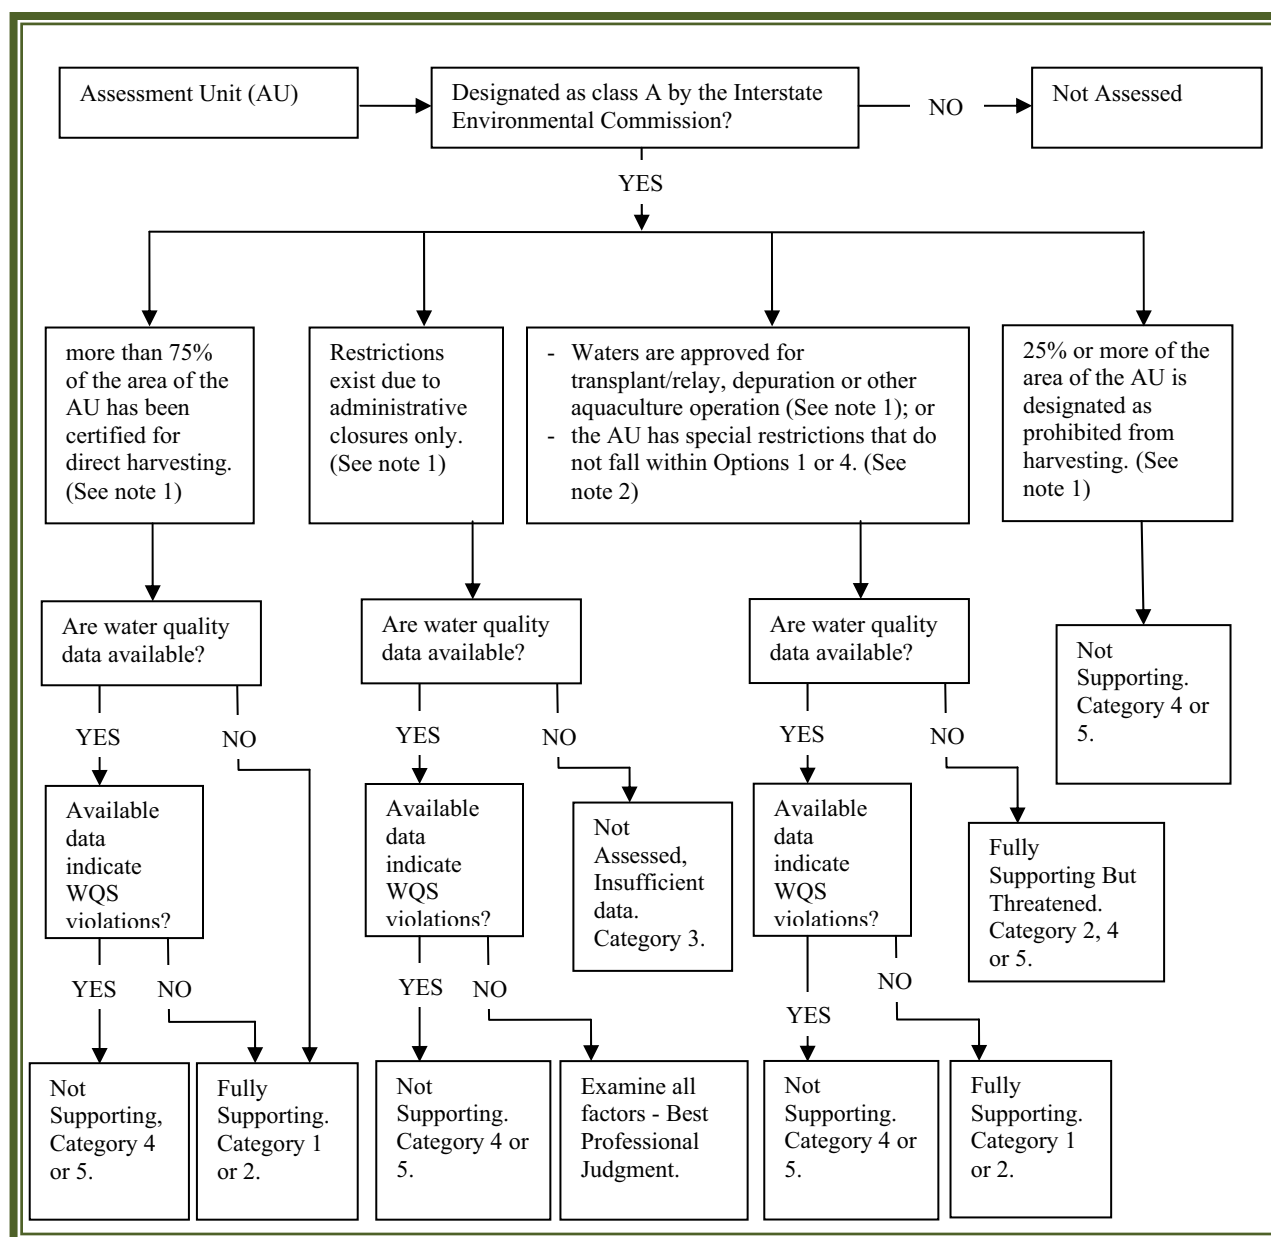 Assessment Unit (AU)
Designated as class A by the Interstate
Environmental Commission?
NO
Not Assessed
YES
more than 75%
of the area of the
AU has been
certified for
direct harvesting.
(See note 1)
Restrictions
exist due to
administrative
closures only.
(See note 1)
- Waters are approved for
transplant/relay, depuration or other
aquaculture operation (See note 1); or
- the AU has special restrictions that do
not fall within Options 1 or 4. (See
note 2)
25% or more of the
area of the AU is
designated as
prohibited from
harvesting. (See
note 1)
Are water quality
data available?
Are water quality
data available?
Are water quality
data available?
Not
Supporting.
Category 4 or
5.
YES
NO
YES
NO
YES
NO
Available
data
indicate
WQS
violations?
Available
data
indicate
WQS
violations?
Not
Assessed,
Insufficient
data.
Category 3.
Available
data
indicate
WQS
violations?
Fully
Supporting But
Threatened.
Category 2, 4
or 5.
YES
NO
YES
NO
YES
NO
Not
Supporting,
Category 4
or 5.
Fully
Supporting.
Category 1
or 2.
Not
Supporting.
Category 4 or
5.
Examine all
factors - Best
Professional
Judgment.
Not
Supporting.
Category 4 or
5.
Fully
Supporting.
Category 1
or 2.